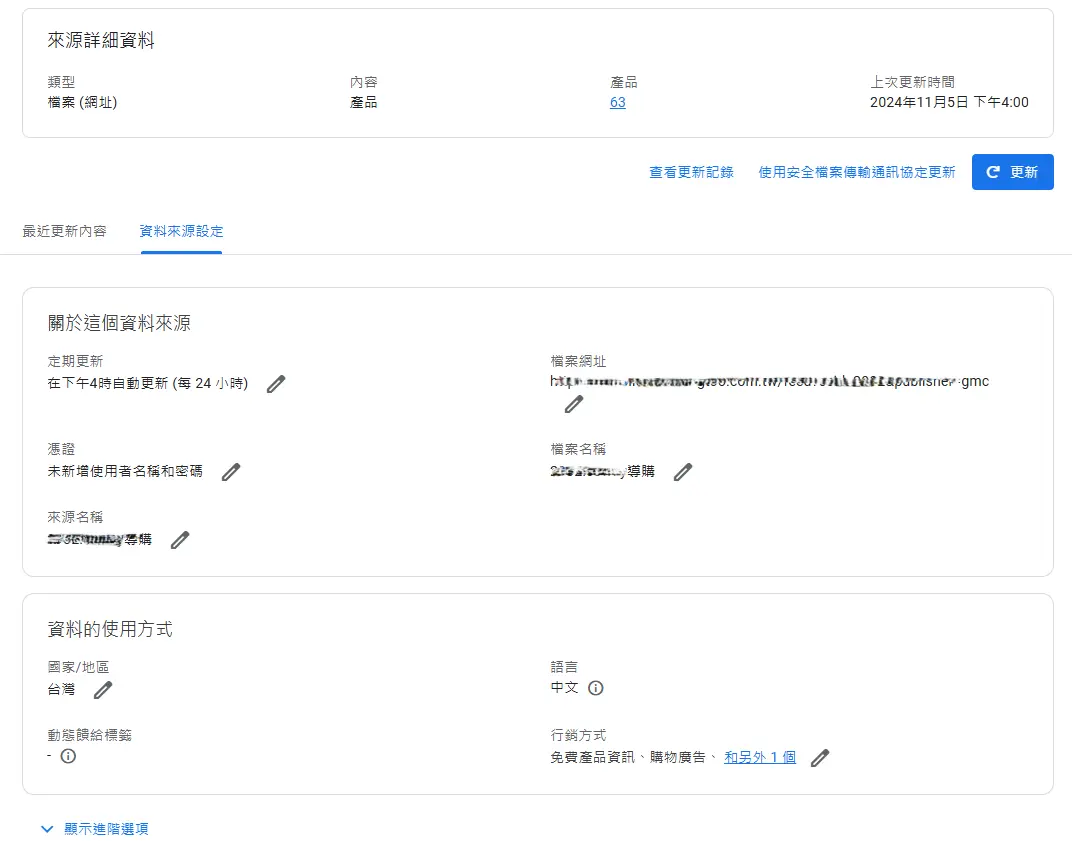 來源詳細資料
類型 內容 產品 上次更新時間
檔案 (網址) 產品 63 2024年11月5日 下午4:00
查看更新記錄 使用安全檔案傳輸通訊協定更新 更新
最近更新內容 資料來源設定
關於這個資料來源
定期更新 檔案網址
在下午4時自動更新 (每 24 小時) gmc
憑證 檔案名稱
未新增使用者名稱和密碼 導購
來源名稱
導購
資料的使用方式
國家/地區 語言
台灣 中文
動態饋給標籤 行銷方式
- 免費產品資訊、購物廣告、 和另外 1 個
顯示進階選項